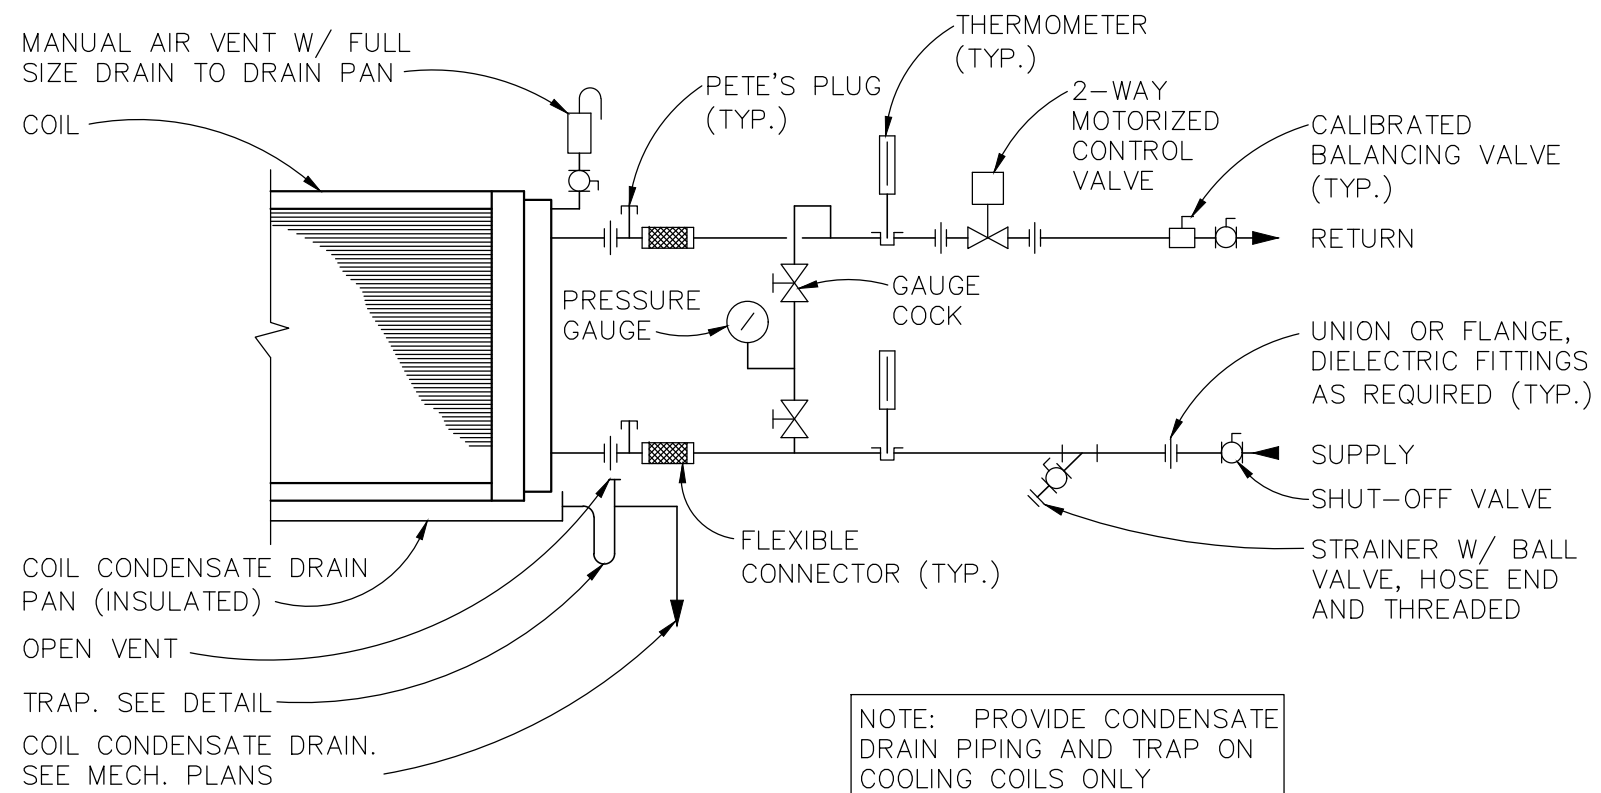 MANUAL AIR VENT W/ FULL
SIZE DRAIN TO DRAIN PAN
COIL
PETE'S PLUG
(TYP.)
THERMOMETER
(TYP.)
2-WAY
MOTORIZED
CONTROL
VALVE
CALIBRATED
BALANCING VALVE
(TYP.)
RETURN
GAUGE
COCK
PRESSURE
GAUGE
UNION OR FLANGE,
DIELECTRIC FITTINGS
AS REQUIRED (TYP.)
SUPPLY
SHUT-OFF VALVE
STRAINER W/ BALL
VALVE, HOSE END
AND THREADED
FLEXIBLE
CONNECTOR (TYP.)
COIL CONDENSATE DRAIN
PAN (INSULATED)
OPEN VENT
TRAP. SEE DETAIL
COIL CONDENSATE DRAIN.
SEE MECH. PLANS
NOTE: PROVIDE CONDENSATE
DRAIN PIPING AND TRAP ON
COOLING COILS ONLY